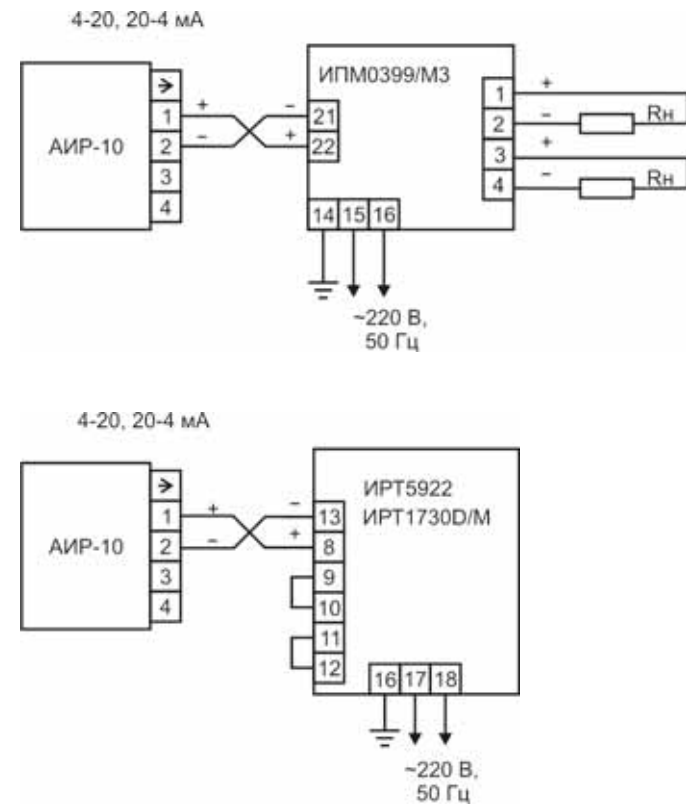 4-20, 20-4 мА
ИПМ0399/М3
АИР-10
1
2
3
4
+
−
−
+
21
22
1
2
3
4
+
−
Rн
+
−
Rн
14 15 16
~220 В,
50 Гц
4-20, 20-4 мА
ИРТ5922
ИРТ1730D/М
АИР-10
1
2
3
4
+
−
−
+
13
8
9
10
11
12
16 17 18
~220 В,
50 Гц